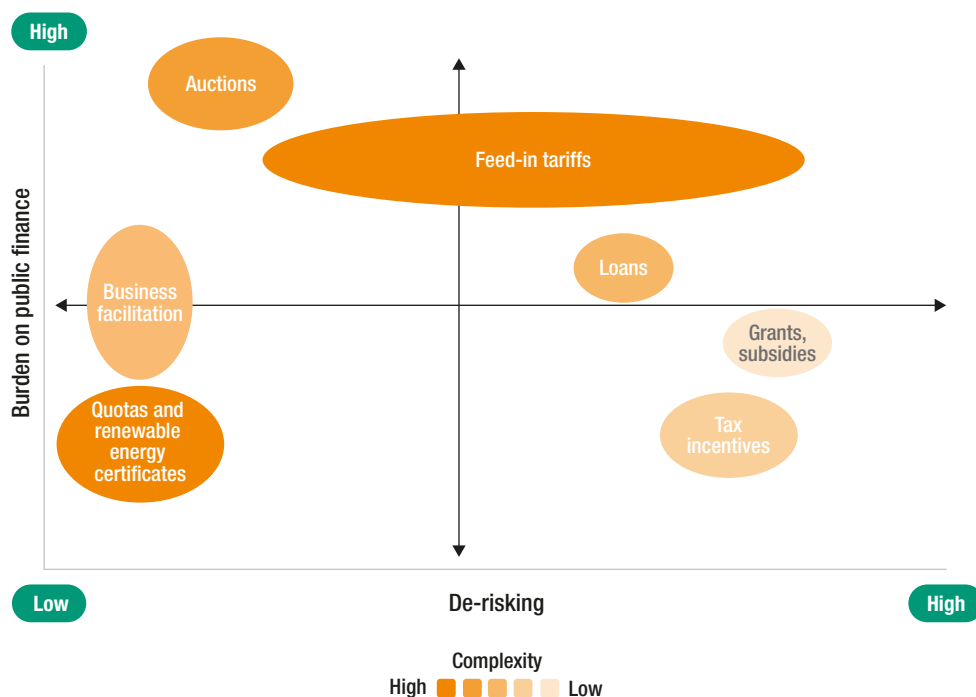 High
Auctions
Feed-in tariffs
Burden on public finance
Loans
Business
facilitation
Grants,
subsidies
Quotas and
renewable
energy
certificates
Tax
incentives
Low
De-risking
High
Complexity
High
Low